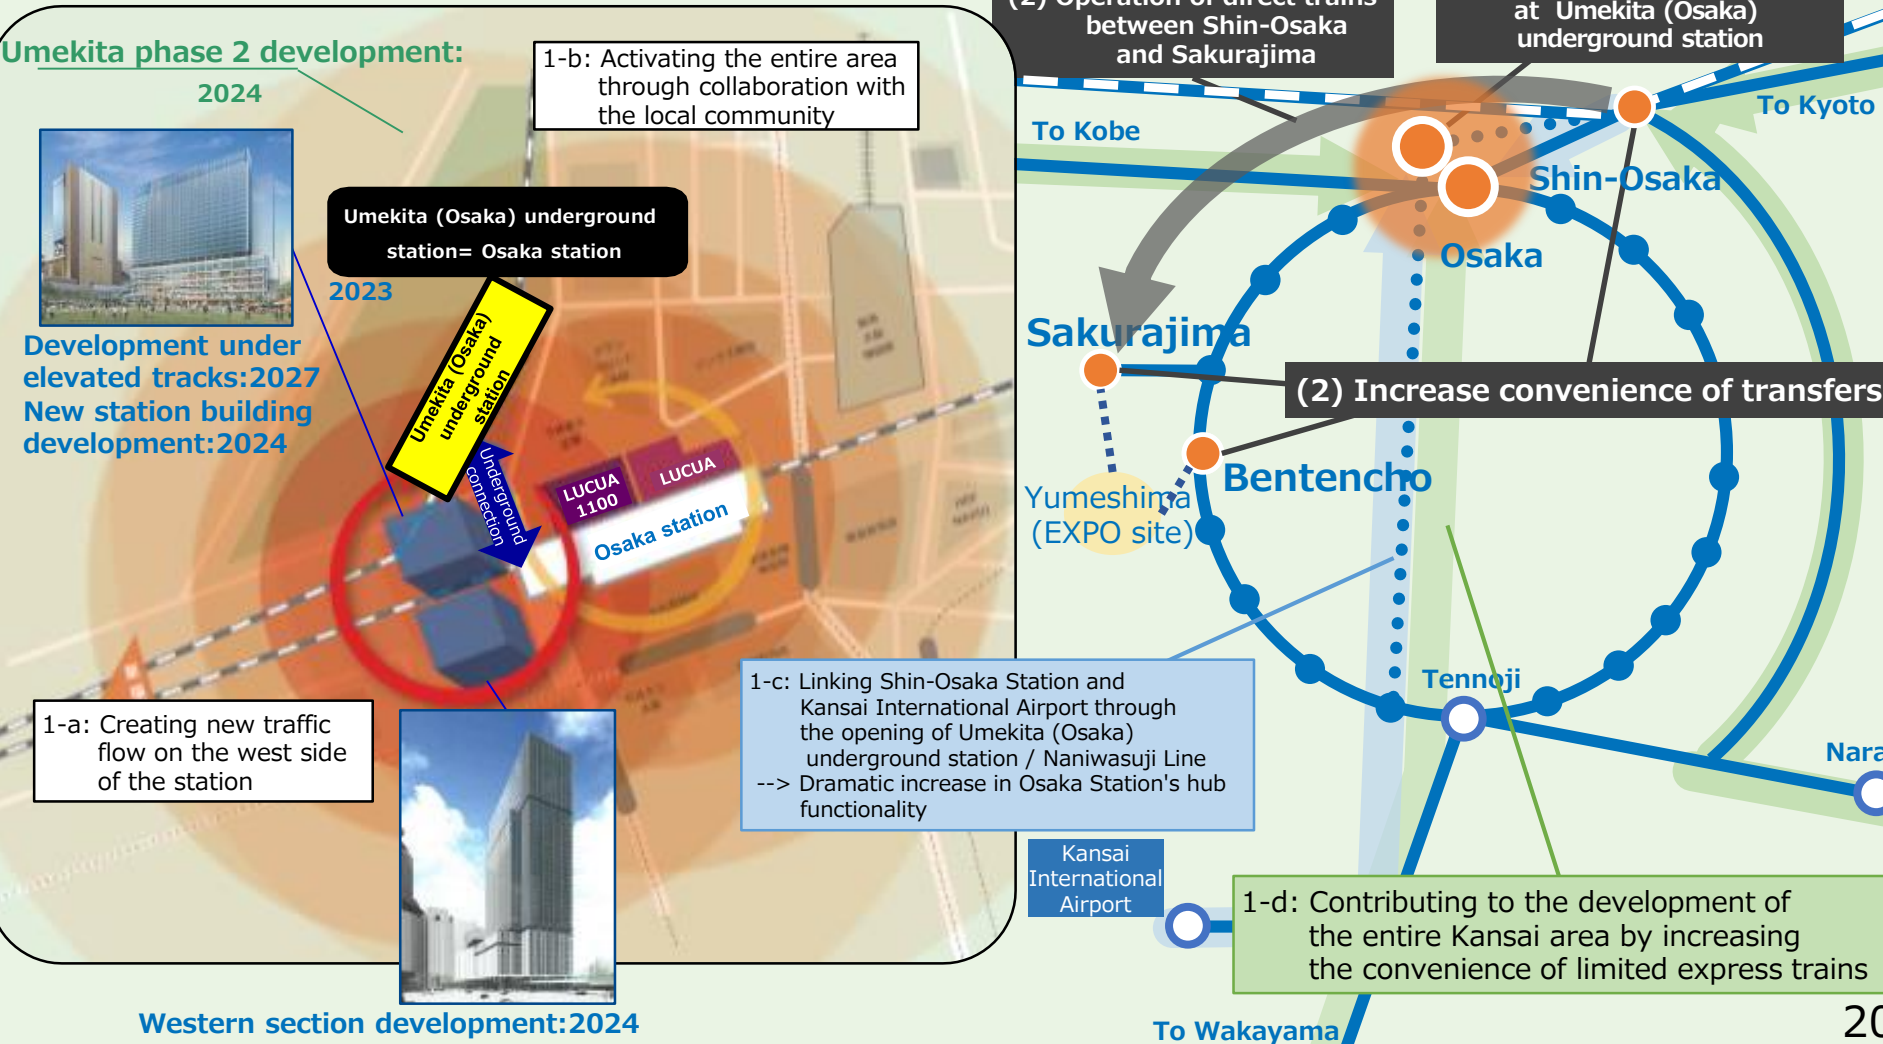 Umekita phase 2 development:
2024
1-b: Activating the entire area
through collaboration with
the local community
Umekita (Osaka) underground
station= Osaka station
2023
Development under
elevated tracks:2027
New station building
development:2024
Umekita (Osaka)
underground
station
Underground
connection
LUCUA
1100
LUCUA
Osaka station
1-a: Creating new traffic
flow on the west side
of the station
Western section development:2024
(2) Operation of direct trains
between Shin-Osaka
and Sakurajima
at Umekita (Osaka)
underground station
To Kobe
To Kyoto
Shin-Osaka
Osaka
Sakurajima
(2) Increase convenience of transfers
Bentencho
Yumeshima
(EXPO site)
Tennoji
Nara
1-c: Linking Shin-Osaka Station and
Kansai International Airport through
the opening of Umekita (Osaka)
underground station / Naniwasuji Line
--> Dramatic increase in Osaka Station's hub
functionality
Kansai
International
Airport
1-d: Contributing to the development of
the entire Kansai area by increasing
the convenience of limited express trains
To Wakayama
20